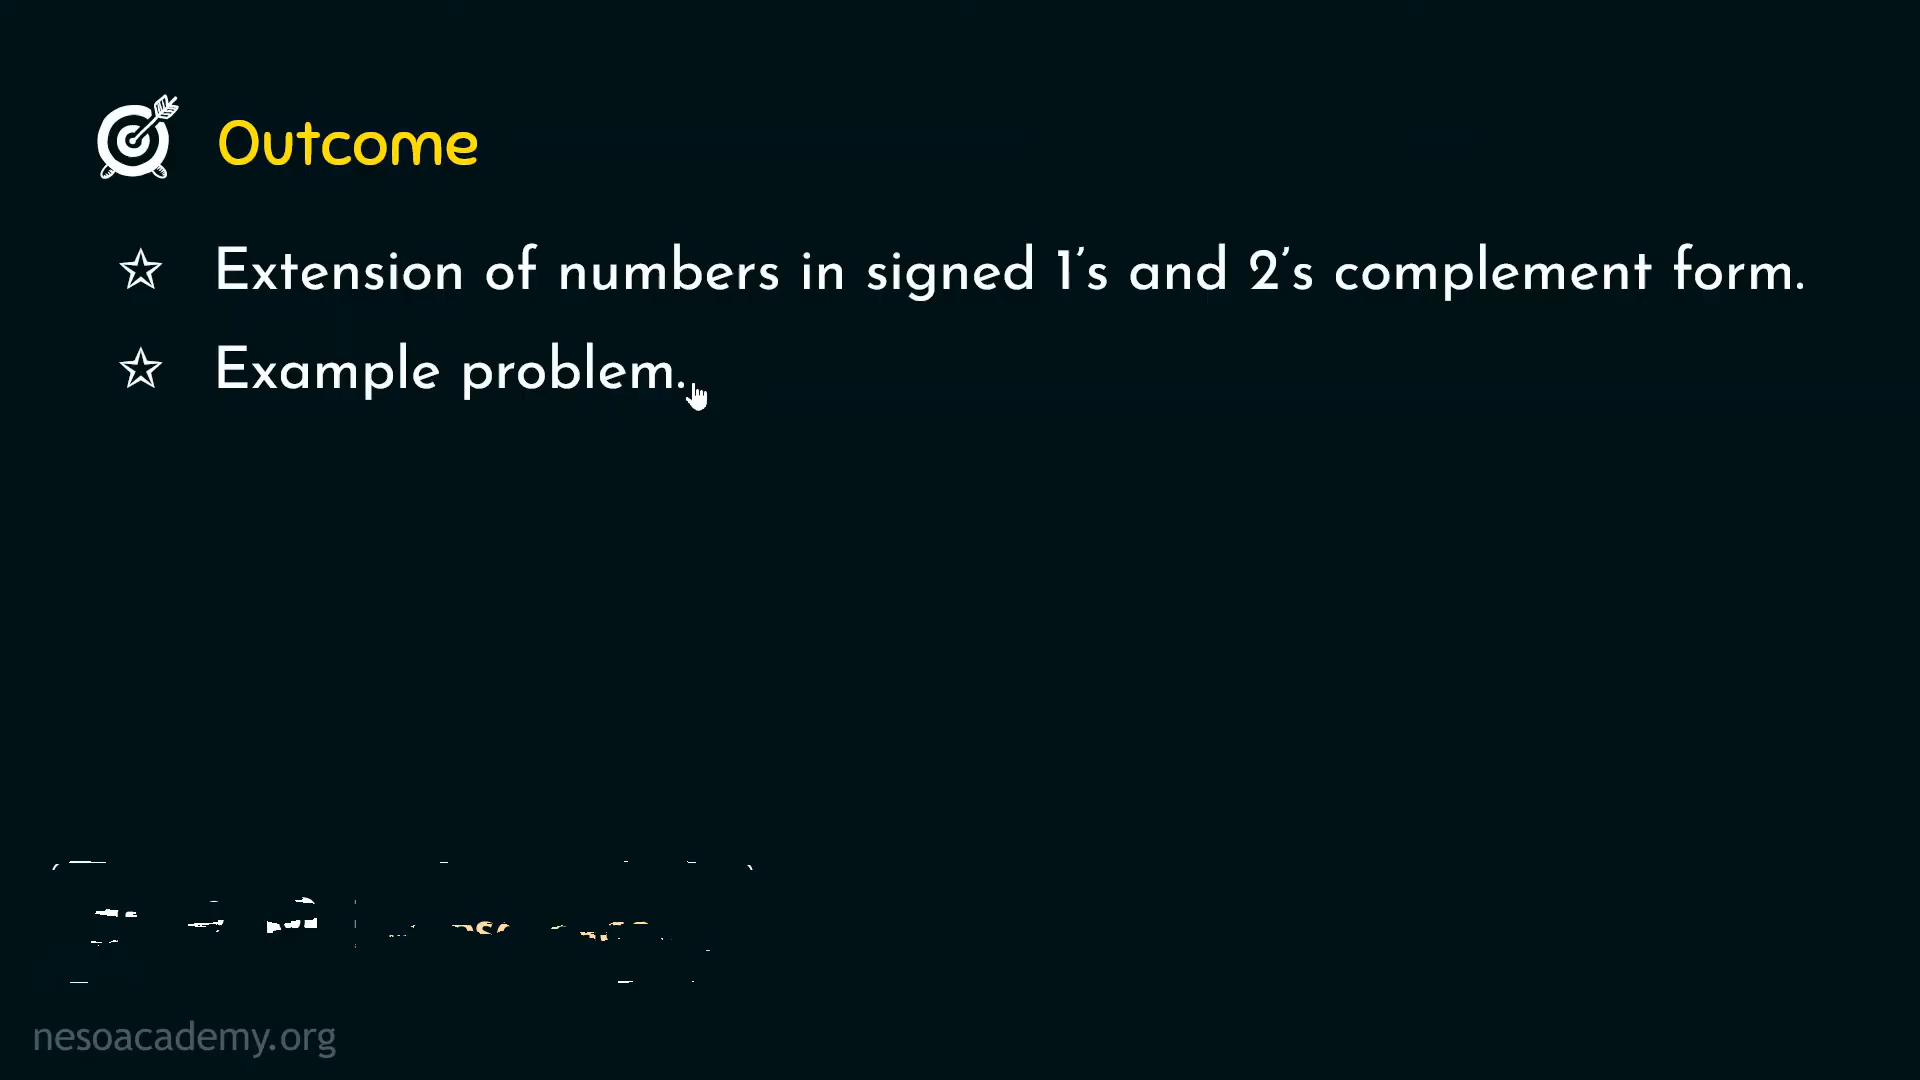 Outcome
☆ Extension of numbers in signed 1's and 2's complement form.
☆ Example problem.
nesoacademy.org